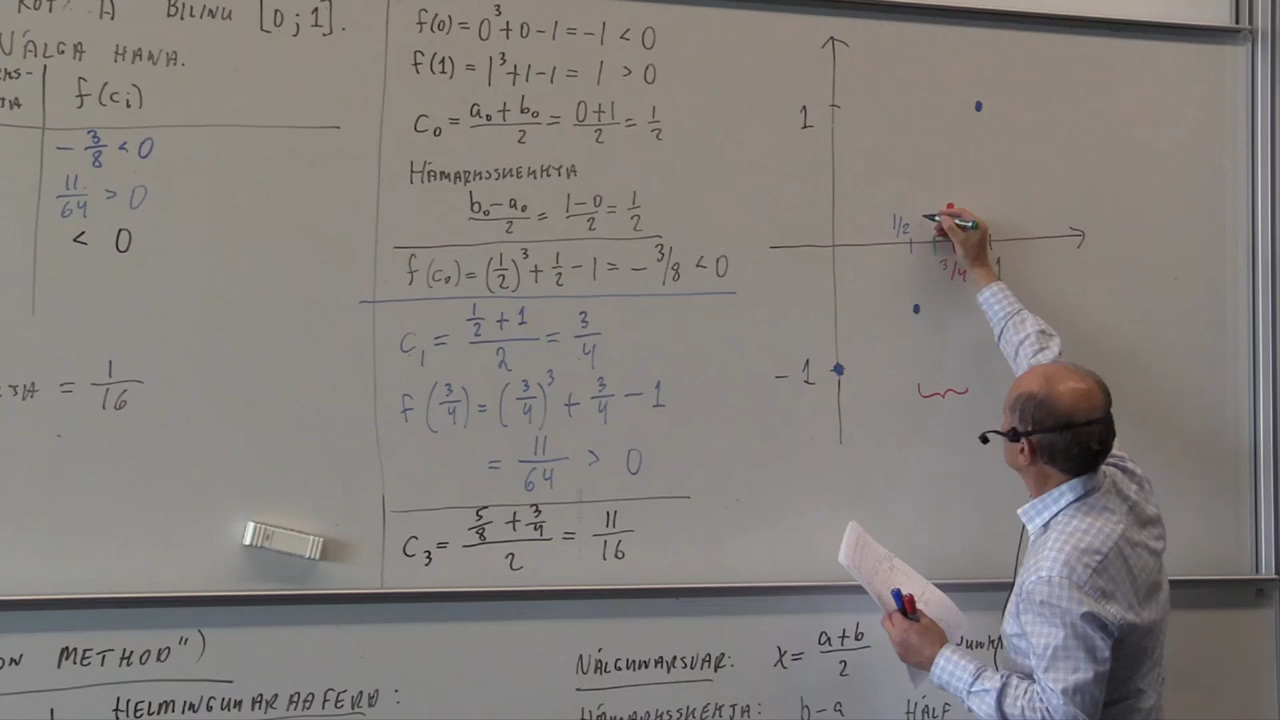 RÓT? Á BILINU [0;1].
NÁLGA HANA.
f(cᵢ)
- 3/8 < 0
11/64 > 0
< 0
= 1/16
f(0) = 0³+0-1 = -1 < 0
f(1) = 1³+1-1 = 1 > 0
C₀ = (a₀+b₀)/2 = (0+1)/2 = 1/2
HÁMARKSSKEKKJA
(b₀-a₀)/2 = (1-0)/2 = 1/2
f(c₀) = (1/2)³ + 1/2 - 1 = -3/8 < 0
C₁ = (1/2 + 1)/2 = 3/4
f(3/4) = (3/4)³ + 3/4 - 1
= 11/64 > 0
C₃ = (5/8 + 3/4)/2 = 11/16
1
1/2
3/4
1
-1
METHOD")
HELMINGUNARAÐFERÐ:
NÁLGUNARSVAR: X = (a+b)/2
HÁMARKSSKEKJA: b-a
HÁLF